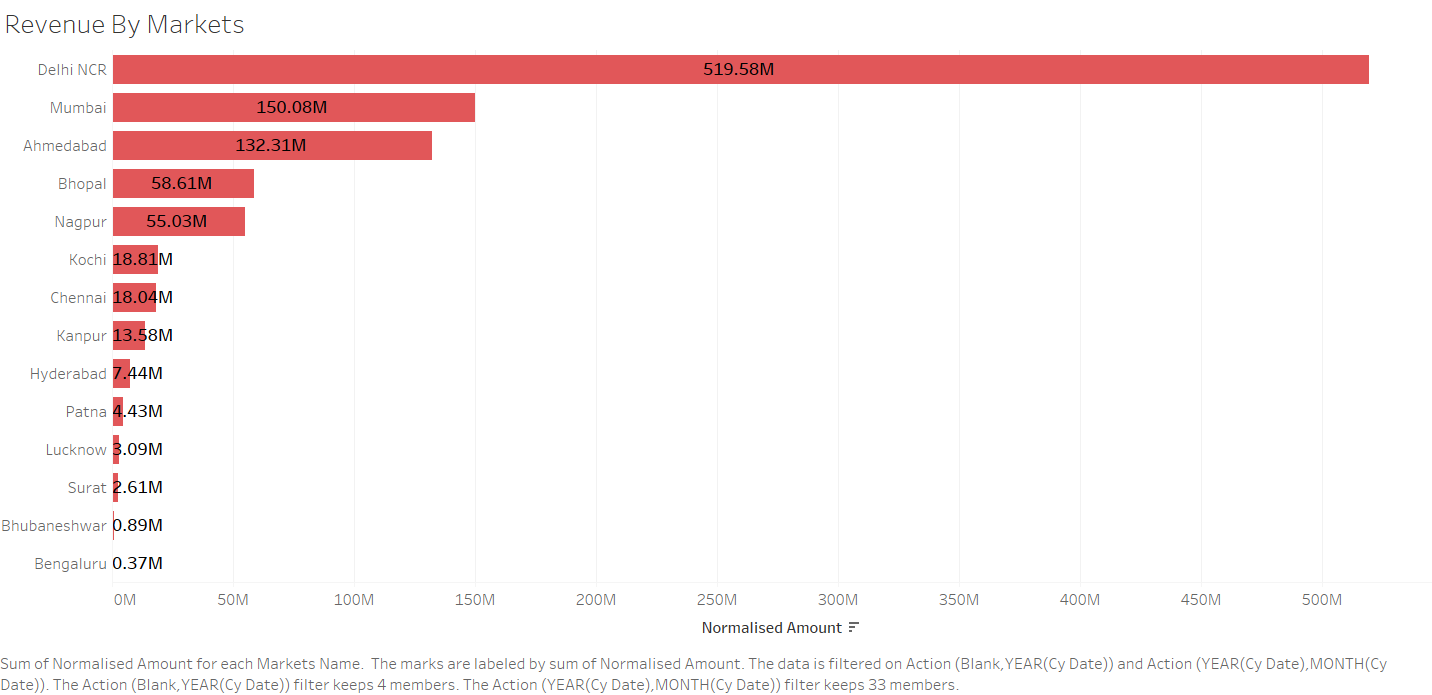 Revenue By Markets
Delhi NCR 519.58M
Mumbai 150.08M
Ahmedabad 132.31M
Bhopal 58.61M
Nagpur 55.03M
Kochi 18.81M
Chennai 18.04M
Kanpur 13.58M
Hyderabad 7.44M
Patna 4.43M
Lucknow 3.09M
Surat 2.61M
Bhubaneshwar 0.89M
Bengaluru 0.37M
0M 50M 100M 150M 200M 250M 300M 350M 400M 450M 500M
Normalised Amount
Sum of Normalised Amount for each Markets Name.  The marks are labeled by sum of Normalised Amount. The data is filtered on Action (Blank,YEAR(Cy Date)) and Action (YEAR(Cy Date),MONTH(Cy
Date)). The Action (Blank,YEAR(Cy Date)) filter keeps 4 members. The Action (YEAR(Cy Date),MONTH(Cy Date)) filter keeps 33 members.